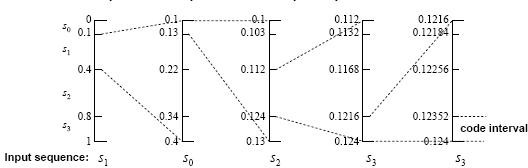 0 0.1 0.1 0.112 0.1216
s0
0.1 0.13 0.103 0.1132 0.12184
s1
0.4 0.22 0.112 0.1168 0.12256
s2
0.8 0.34 0.124 0.1216 0.12352
s3
code interval
1 0.4 0.13 0.124 0.124
Input sequence: s1 s0 s2 s3 s3